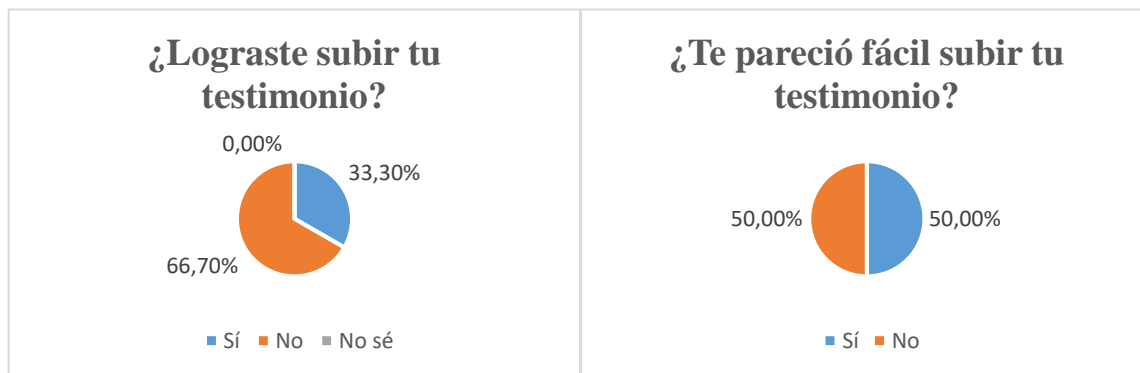 ¿Lograste subir tu
testimonio?
0,00%
33,30%
66,70%
Sí No No sé
¿Te pareció fácil subir tu
testimonio?
50,00% 50,00%
Sí No